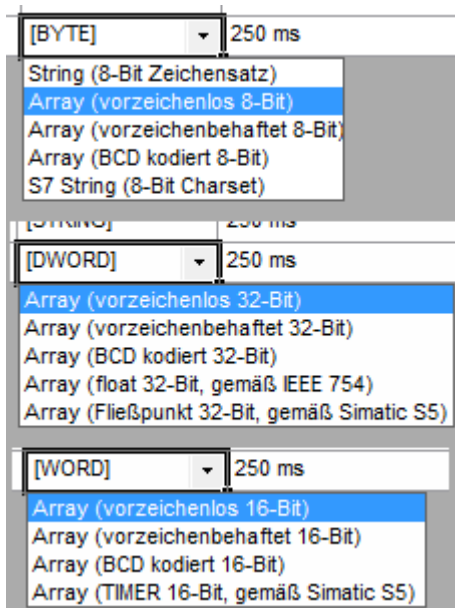 [BYTE] 250 ms
String (8-Bit Zeichensatz)
Array (vorzeichenlos 8-Bit)
Array (vorzeichenbehaftet 8-Bit)
Array (BCD kodiert 8-Bit)
S7 String (8-Bit Charset)
[STRING] 250 ms
[DWORD] 250 ms
Array (vorzeichenlos 32-Bit)
Array (vorzeichenbehaftet 32-Bit)
Array (BCD kodiert 32-Bit)
Array (float 32-Bit, gemäß IEEE 754)
Array (Fließpunkt 32-Bit, gemäß Simatic S5)
[WORD] 250 ms
Array (vorzeichenlos 16-Bit)
Array (vorzeichenbehaftet 16-Bit)
Array (BCD kodiert 16-Bit)
Array (TIMER 16-Bit, gemäß Simatic S5)